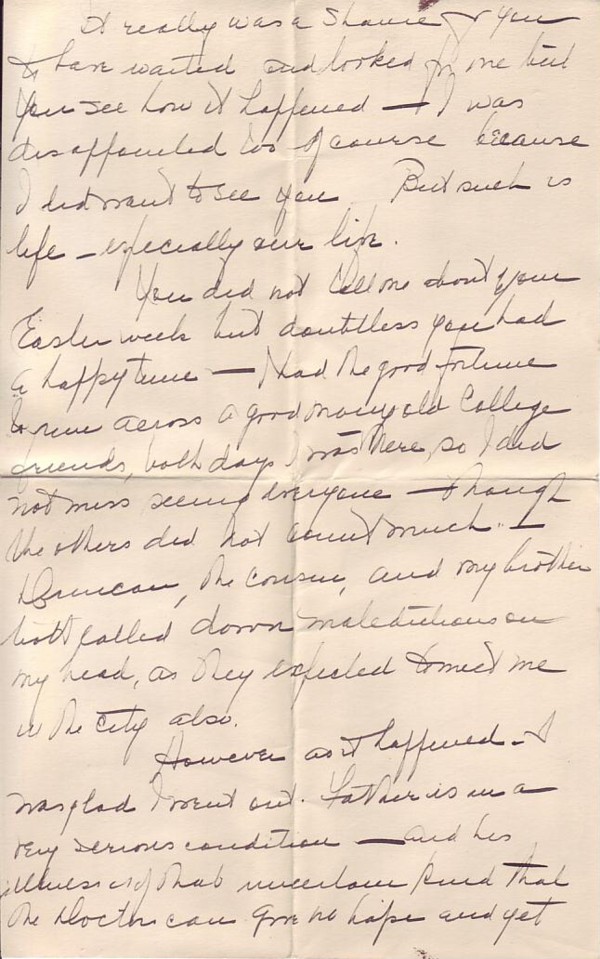 It really was a shame for you
to have waited and looked for me but
you see how it happened — I was
disappointed too of course because
I did want to see you. But such is
life — especially our life.
You did not tell me about your
Easter week but doubtless you had
a happy time — I had the good fortune
to run across a good many old College
friends, both days I was there, so I did
not miss seeing everyone — though
the others did not count much. —
Duncan, the cousin, and my brother
both called down maledictions on
my head, as they expected to meet me
in the city also.
However as it happened — I
was glad I went out. Father is in a
very serious condition — and his
illness is of that uncertain kind that
the Doctor can give no hope and yet